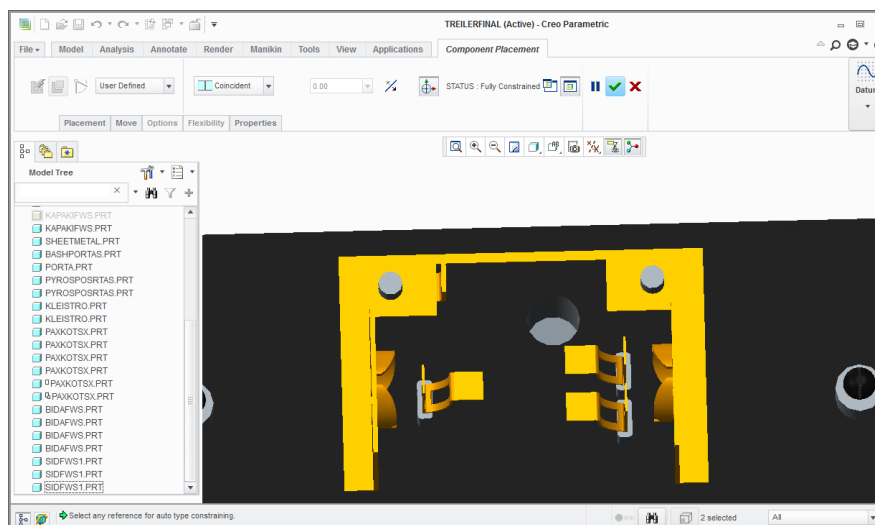 TREILERFINAL (Active) - Creo Parametric
File Model Analysis Annotate Render Manikin Tools View Applications Component Placement
User Defined Coincident 0.00 STATUS : Fully Constrained
Datum
Placement Move Options Flexibility Properties
Model Tree
KAPAKIFWS.PRT
KAPAKIFWS.PRT
SHEETMETAL.PRT
BASHPORTAS.PRT
PORTA.PRT
PYROSPOSRTAS.PRT
PYROSPOSRTAS.PRT
KLEISTRO.PRT
KLEISTRO.PRT
PAXKOTSX.PRT
PAXKOTSX.PRT
PAXKOTSX.PRT
PAXKOTSX.PRT
PAXKOTSX.PRT
PAXKOTSX.PRT
BIDAFWS.PRT
BIDAFWS.PRT
BIDAFWS.PRT
BIDAFWS.PRT
SIDFWS1.PRT
SIDFWS1.PRT
SIDFWS1.PRT
Select any reference for auto type constraining.
2 selected
All